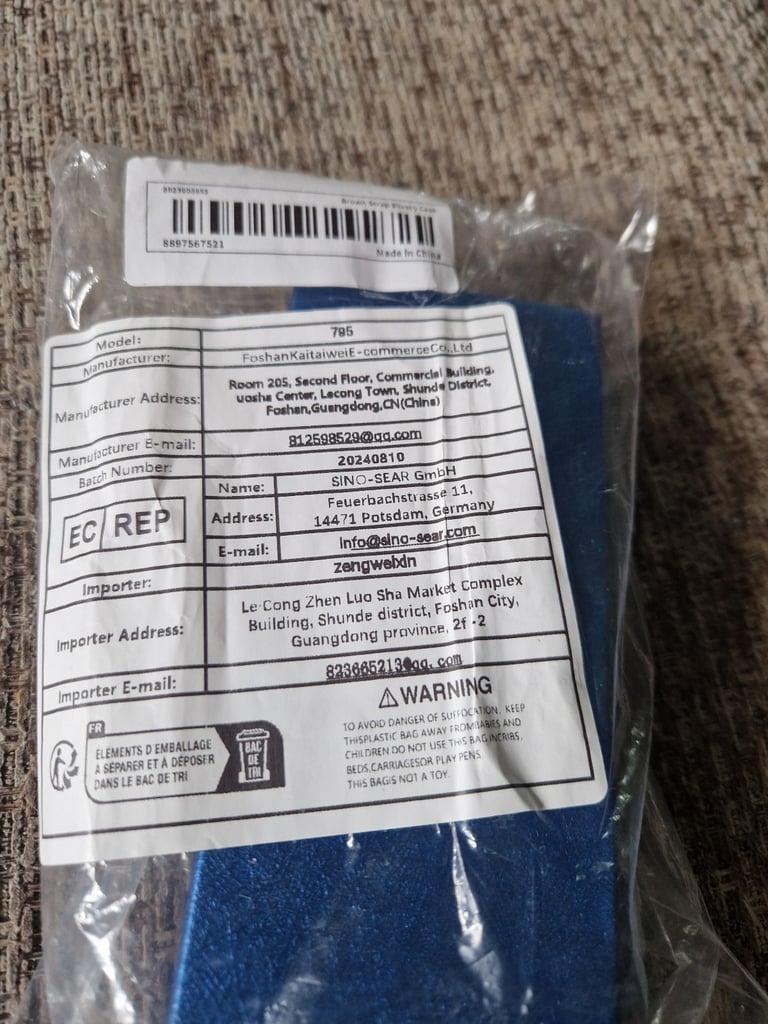 8897567521
Made in China
Model: 795
Manufacturer: FoshanKaitaiweiE-commerceCo.,Ltd
Manufacturer Address: Room 205, Second Floor, Commercial Building,
uosha Center, Lecong Town, Shunde District,
Foshan,Guangdong,CN(China)
Manufacturer E-mail: 812598529@qq.com
Batch Number: 20240810
EC REP
Name: SINO-SEAR GmbH
Address: Feuerbachstrasse 11,
14471 Potsdam, Germany
E-mail: info@sino-sear.com
Importer: zengweixin
Importer Address: Le Cong Zhen Luo Sha Market Complex
Building, Shunde district, Foshan City,
Guangdong province, 2f -2
Importer E-mail: 823665213@qq. com
FR
ÉLÉMENTS D EMBALLAGE
À SÉPARER ET À DÉPOSER
DANS LE BAC DE TRI
BAC
DE
TRI
WARNING
TO AVOID DANGER OF SUFFOCATION, KEEP
THISPLASTIC BAG AWAY FROMBABIES AND
CHILDREN DO NOT USE THIS BAG INCRIBS,
BEDS,CARRIAGESOR PLAY PENS.
THIS BAGIS NOT A TOY.